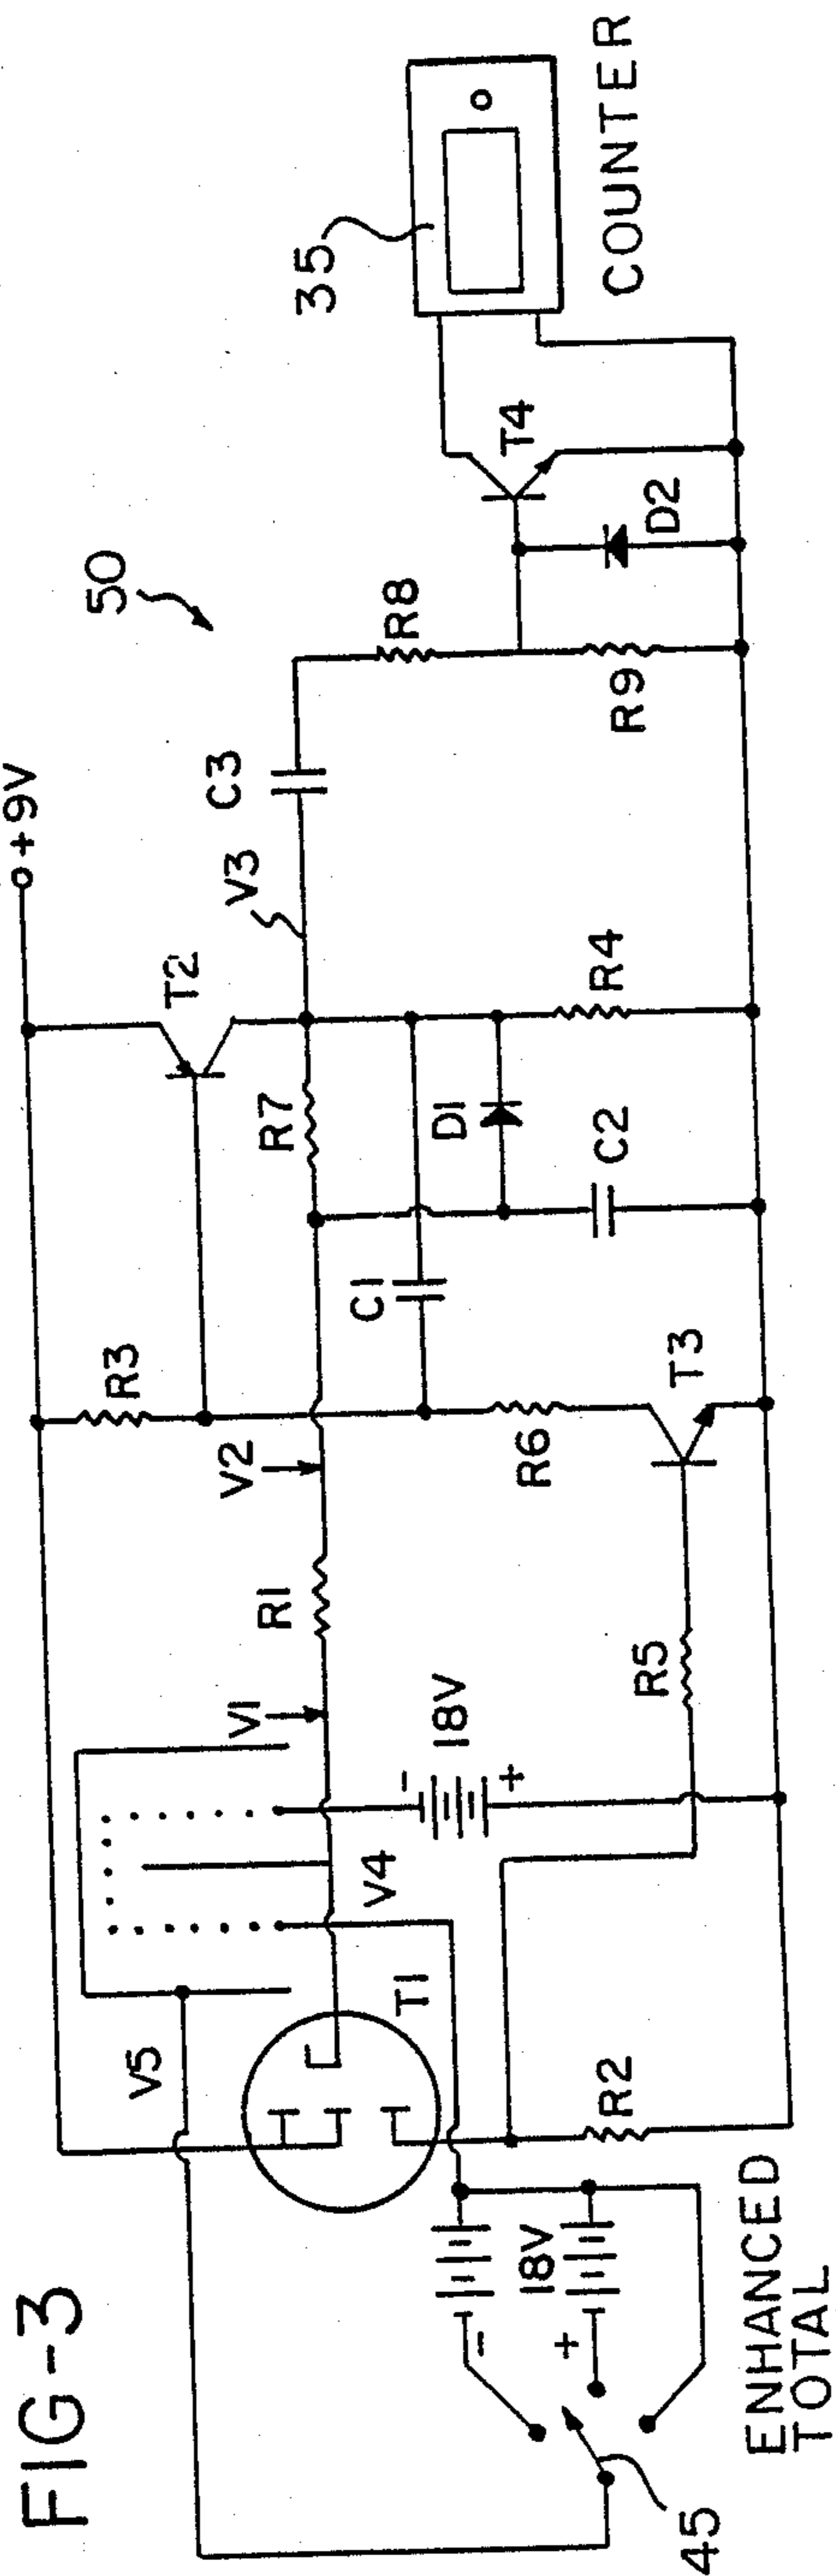 FIG-3
+9V
50
35
COUNTER
T4
D2
R8
R9
C3
V3
T2
R4
R7
D1
C2
C1
R3
T3
R6
V2
R1
V1
R5
18V
-
+
V4
T1
V5
R2
18V
-
+
ENHANCED
TOTAL
45